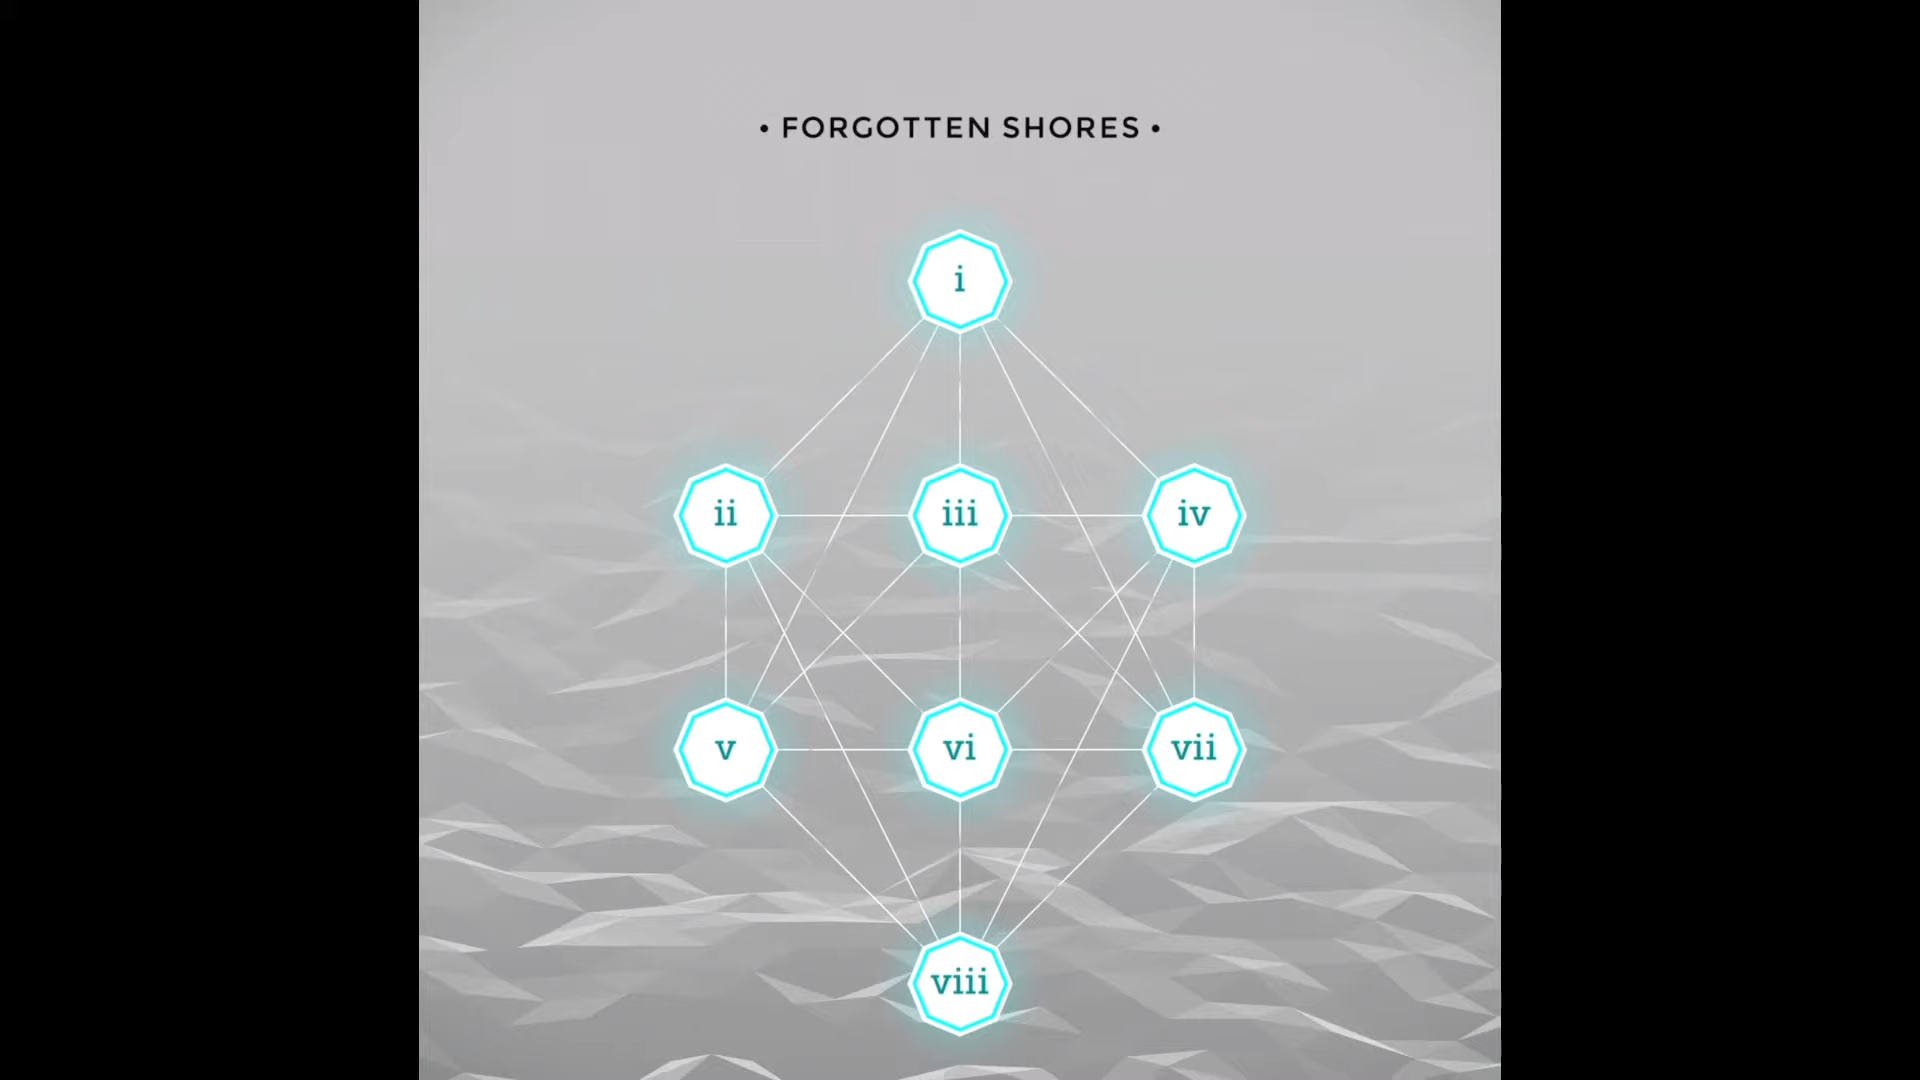 • FORGOTTEN SHORES •
i
ii iii iv
v vi vii
viii